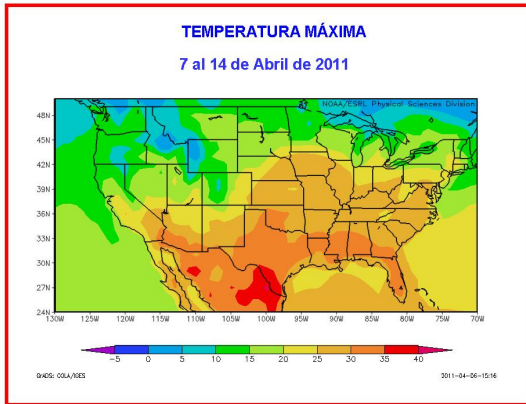 TEMPERATURA MÁXIMA
7 al 14 de Abril de 2011
NOAA/ESRL Physical Sciences Division
48N
45N
42N
39N
36N
33N
30N
27N
24N
130W 125W 120W 115W 110W 105W 100W 95W 90W 85W 80W 75W 70W
-5 0 5 10 15 20 25 30 35 40
GrADS: COLA/IGES 2011-04-06-15:16